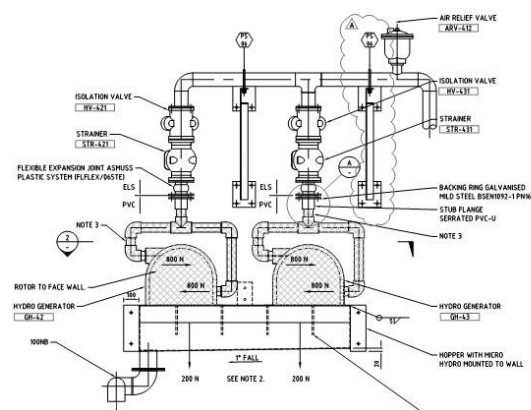 AIR RELIEF VALVE
ARV-412
A
PS
06
PS
06
ISOLATION VALVE
HV-421
ISOLATION VALVE
HV-431
STRAINER
STR-421
STRAINER
STR-431
FLEXIBLE EXPANSION JOINT ASMUSS
PLASTIC SYSTEM (FLFLEX/065TE)
A
-
ELS
PVC
ELS
PVC
BACKING RING GALVANISED
MILD STEEL BSEN1092-1 PN16
STUB FLANGE
SERRATED PVC-U
NOTE 3
NOTE 3
2
-
800 N
800 N
800 N
800 N
ROTOR TO FACE WALL
HYDRO GENERATOR
GH-42
HYDRO GENERATOR
GH-43
100
100NB
1° FALL
200 N
SEE NOTE 2.
200 N
20
HOPPER WITH MICRO
HYDRO MOUNTED TO WALL